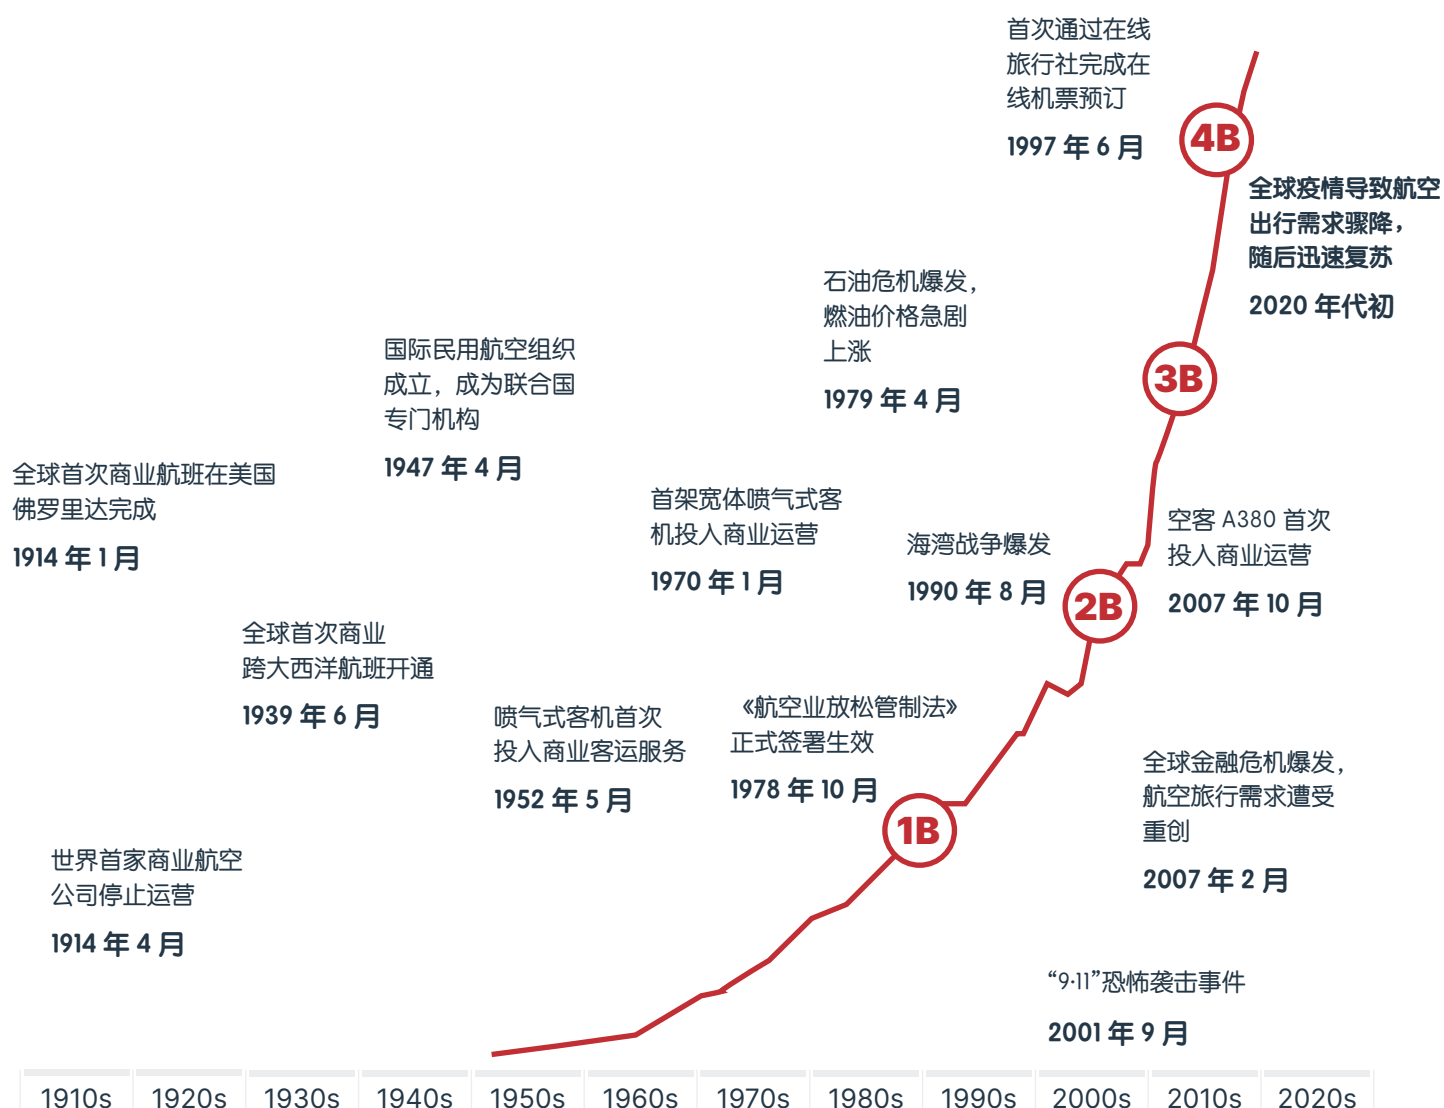 首次通过在线
旅行社完成在
线机票预订
1997 年 6 月
4B
全球疫情导致航空
出行需求骤降，
随后迅速复苏
2020 年代初
石油危机爆发，
燃油价格急剧
上涨
1979 年 4 月
国际民用航空组织
成立，成为联合国
专门机构
1947 年 4 月
3B
全球首次商业航班在美国
佛罗里达完成
1914 年 1 月
首架宽体喷气式客
机投入商业运营
1970 年 1 月
海湾战争爆发
1990 年 8 月
2B
空客 A380 首次
投入商业运营
2007 年 10 月
全球首次商业
跨大西洋航班开通
1939 年 6 月
喷气式客机首次
投入商业客运服务
1952 年 5 月
《航空业放松管制法》
正式签署生效
1978 年 10 月
1B
全球金融危机爆发，
航空旅行需求遭受
重创
2007 年 2 月
世界首家商业航空
公司停止运营
1914 年 4 月
“9·11”恐怖袭击事件
2001 年 9 月
1910s 1920s 1930s 1940s 1950s 1960s 1970s 1980s 1990s 2000s 2010s 2020s